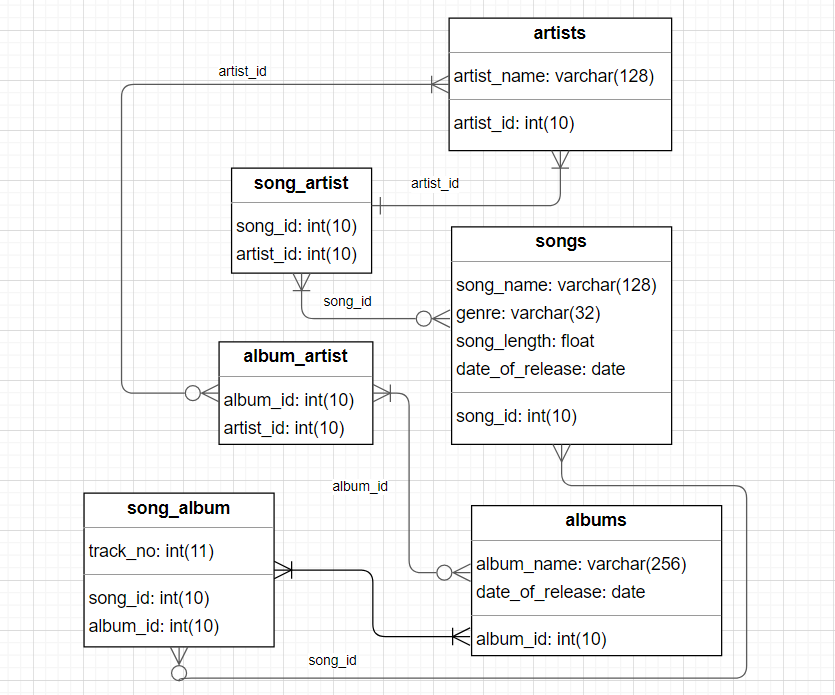 artists
artist_name: varchar(128)
artist_id: int(10)
artist_id
song_artist
song_id: int(10)
artist_id: int(10)
artist_id
songs
song_name: varchar(128)
genre: varchar(32)
song_length: float
date_of_release: date
song_id: int(10)
song_id
album_artist
album_id: int(10)
artist_id: int(10)
album_id
song_album
track_no: int(11)
song_id: int(10)
album_id: int(10)
albums
album_name: varchar(256)
date_of_release: date
album_id: int(10)
song_id